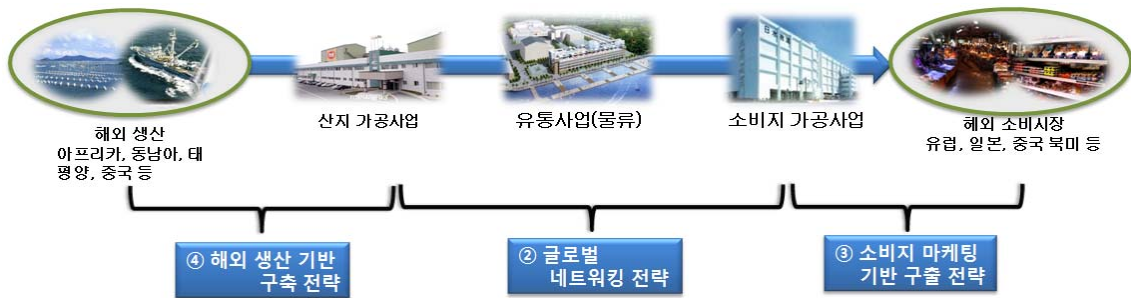 해외 생산
아프리카, 동남아, 태
평양, 중국 등
산지 가공사업
유통사업(물류)
소비지 가공사업
해외 소비시장
유럽, 일본, 중국 북미 등
④ 해외 생산 기반
구축 전략
② 글로벌
네트워킹 전략
③ 소비지 마케팅
기반 구출 전략